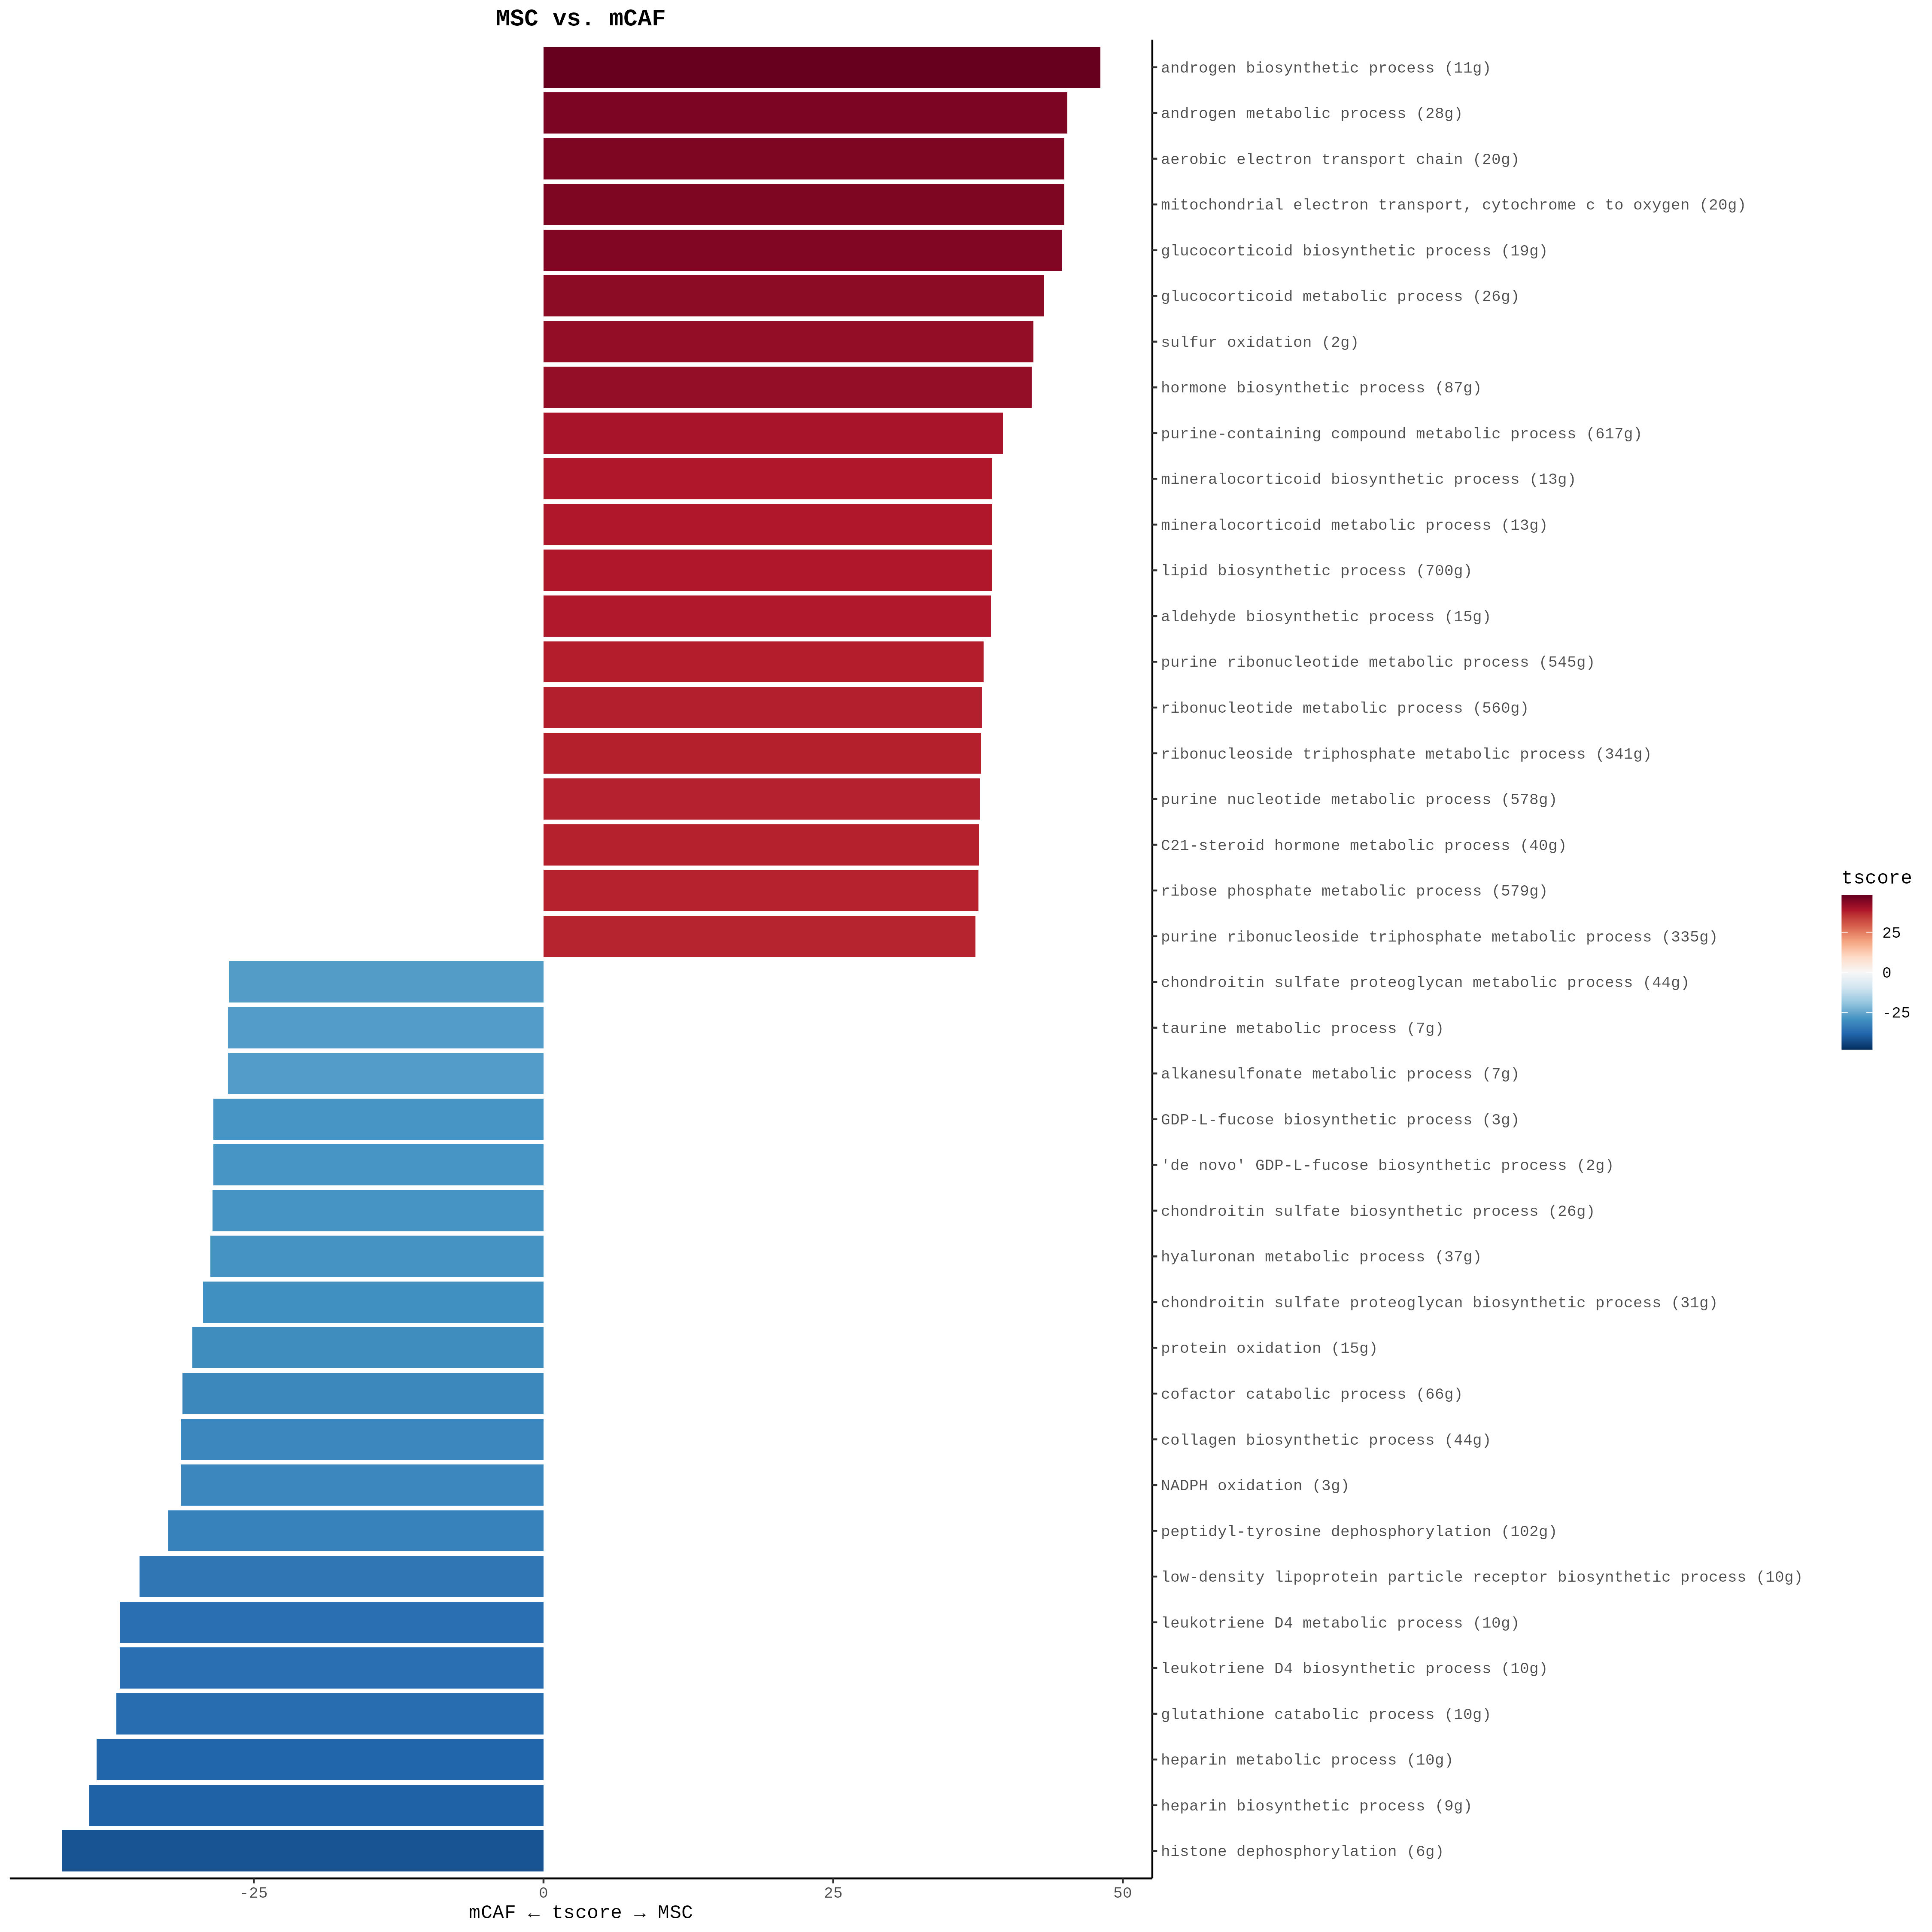 MSC vs. mCAF
androgen biosynthetic process (11g)
androgen metabolic process (28g)
aerobic electron transport chain (20g)
mitochondrial electron transport, cytochrome c to oxygen (20g)
glucocorticoid biosynthetic process (19g)
glucocorticoid metabolic process (26g)
sulfur oxidation (2g)
hormone biosynthetic process (87g)
purine-containing compound metabolic process (617g)
mineralocorticoid biosynthetic process (13g)
mineralocorticoid metabolic process (13g)
lipid biosynthetic process (700g)
aldehyde biosynthetic process (15g)
purine ribonucleotide metabolic process (545g)
ribonucleotide metabolic process (560g)
ribonucleoside triphosphate metabolic process (341g)
purine nucleotide metabolic process (578g)
C21-steroid hormone metabolic process (40g)
ribose phosphate metabolic process (579g)
purine ribonucleoside triphosphate metabolic process (335g)
chondroitin sulfate proteoglycan metabolic process (44g)
taurine metabolic process (7g)
alkanesulfonate metabolic process (7g)
GDP-L-fucose biosynthetic process (3g)
'de novo' GDP-L-fucose biosynthetic process (2g)
chondroitin sulfate biosynthetic process (26g)
hyaluronan metabolic process (37g)
chondroitin sulfate proteoglycan biosynthetic process (31g)
protein oxidation (15g)
cofactor catabolic process (66g)
collagen biosynthetic process (44g)
NADPH oxidation (3g)
peptidyl-tyrosine dephosphorylation (102g)
low-density lipoprotein particle receptor biosynthetic process (10g)
leukotriene D4 metabolic process (10g)
leukotriene D4 biosynthetic process (10g)
glutathione catabolic process (10g)
heparin metabolic process (10g)
heparin biosynthetic process (9g)
histone dephosphorylation (6g)
-25 0 25 50
mCAF ← tscore → MSC
tscore
25
0
-25